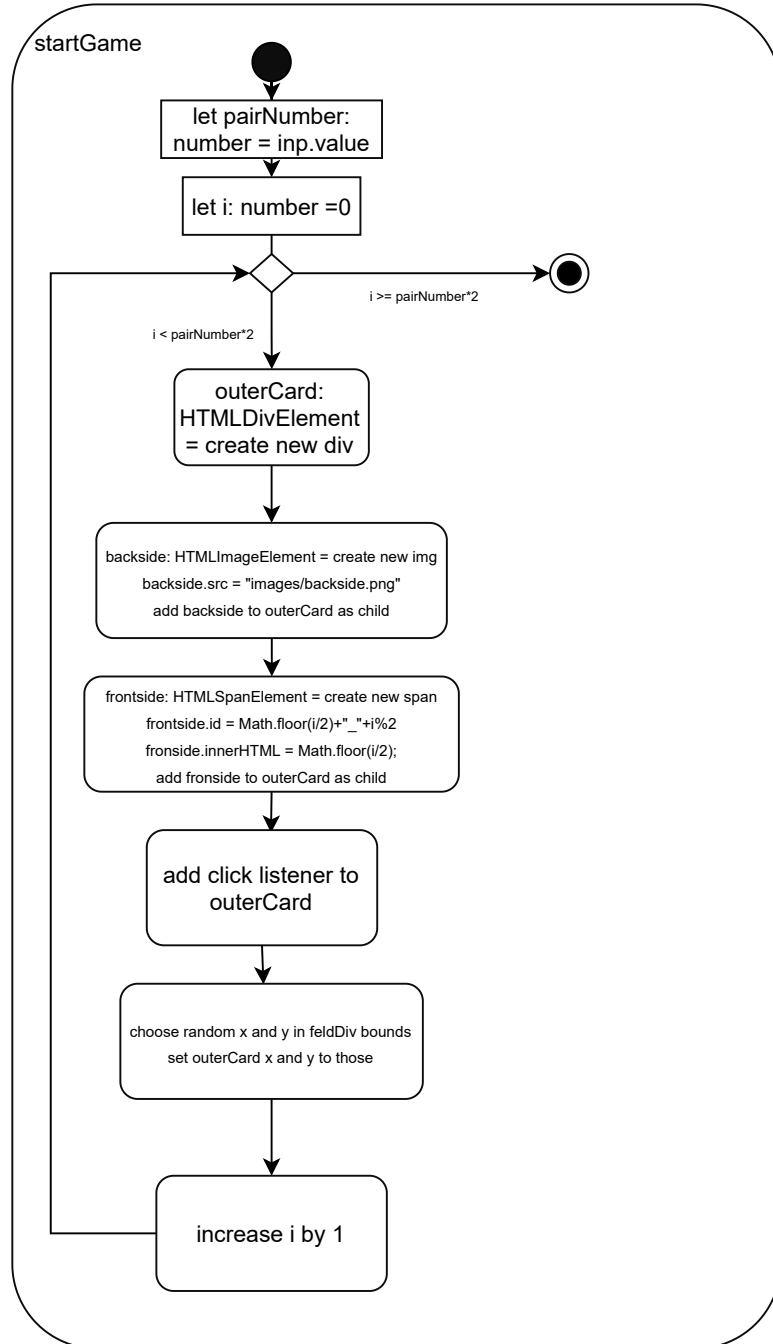 startGame
let pairNumber:
number = inp.value
let i: number =0
i >= pairNumber*2
i < pairNumber*2
outerCard:
HTMLDivElement
= create new div
backside: HTMLImageElement = create new img
backside.src = "images/backside.png"
add backside to outerCard as child
frontside: HTMLSpanElement = create new span
frontside.id = Math.floor(i/2)+"_"+i%2
fronside.innerHTML = Math.floor(i/2);
add fronside to outerCard as child
add click listener to
outerCard
choose random x and y in feldDiv bounds
set outerCard x and y to those
increase i by 1